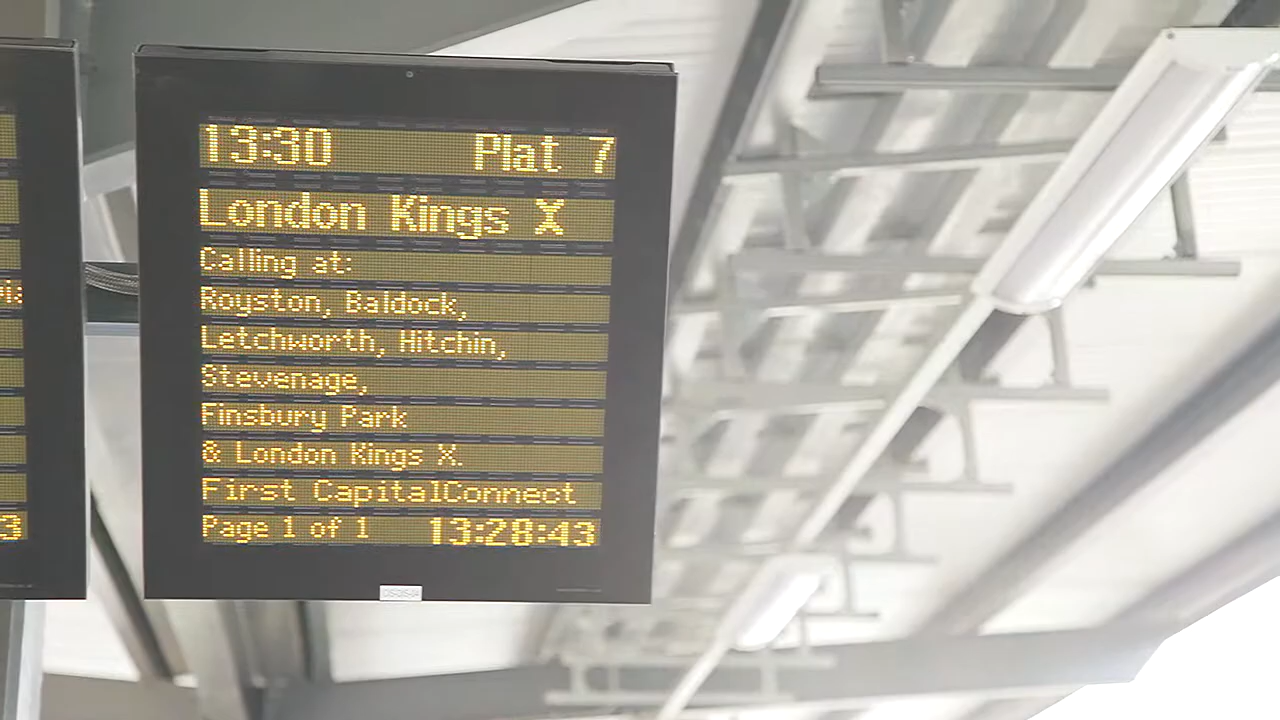 13:30 Plat 7
London Kings X
Calling at:
Royston, Baldock,
Letchworth, Hitchin,
Stevenage,
Finsbury Park
& London Kings X.
First CapitalConnect
Page 1 of 1 13:28:43